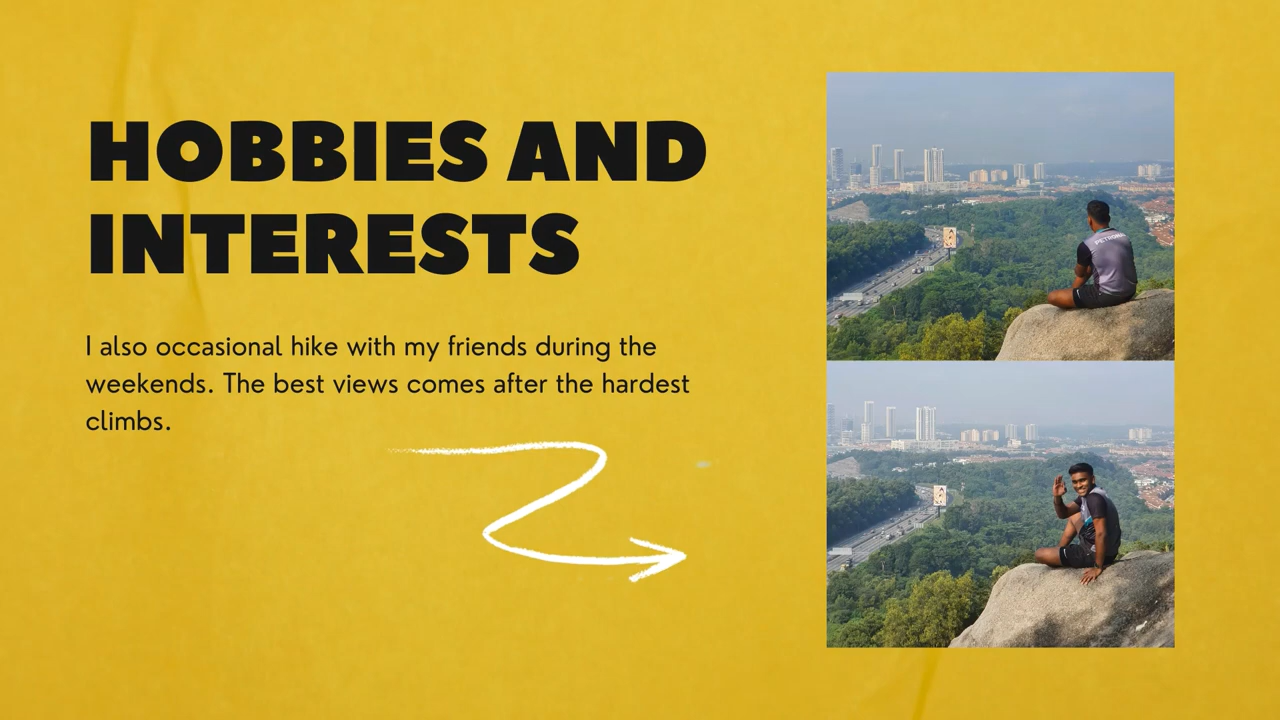 HOBBIES AND
INTERESTS
I also occasional hike with my friends during the
weekends. The best views comes after the hardest
climbs.